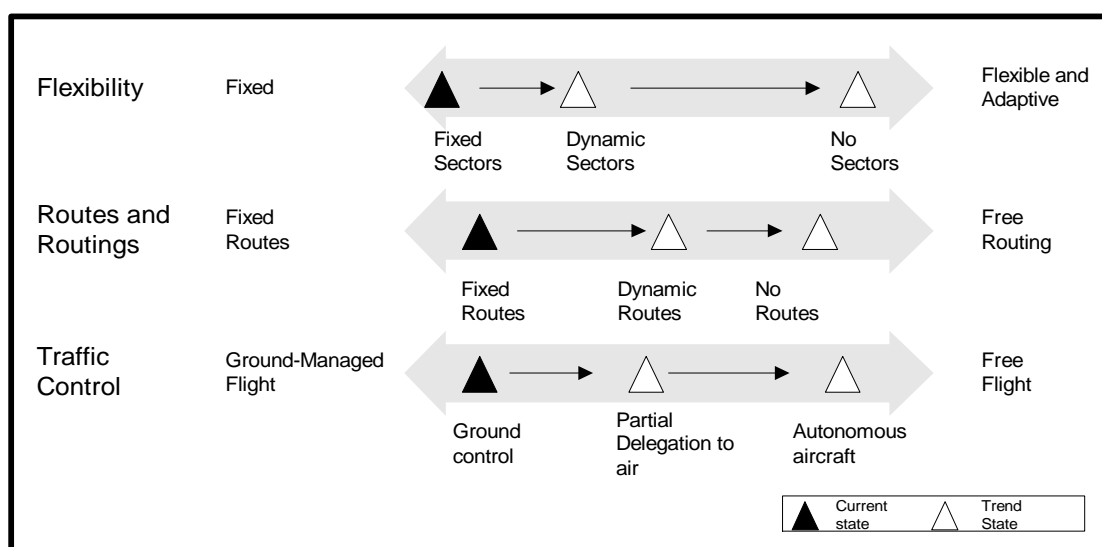 Flexibility
Fixed
Flexible and
Adaptive
Fixed
Sectors
Dynamic
Sectors
No
Sectors
Routes and
Routings
Fixed
Routes
Free
Routing
Fixed
Routes
Dynamic
Routes
No
Routes
Traffic
Control
Ground-Managed
Flight
Free
Flight
Ground
control
Partial
Delegation to
air
Autonomous
aircraft
Current
state
Trend
State